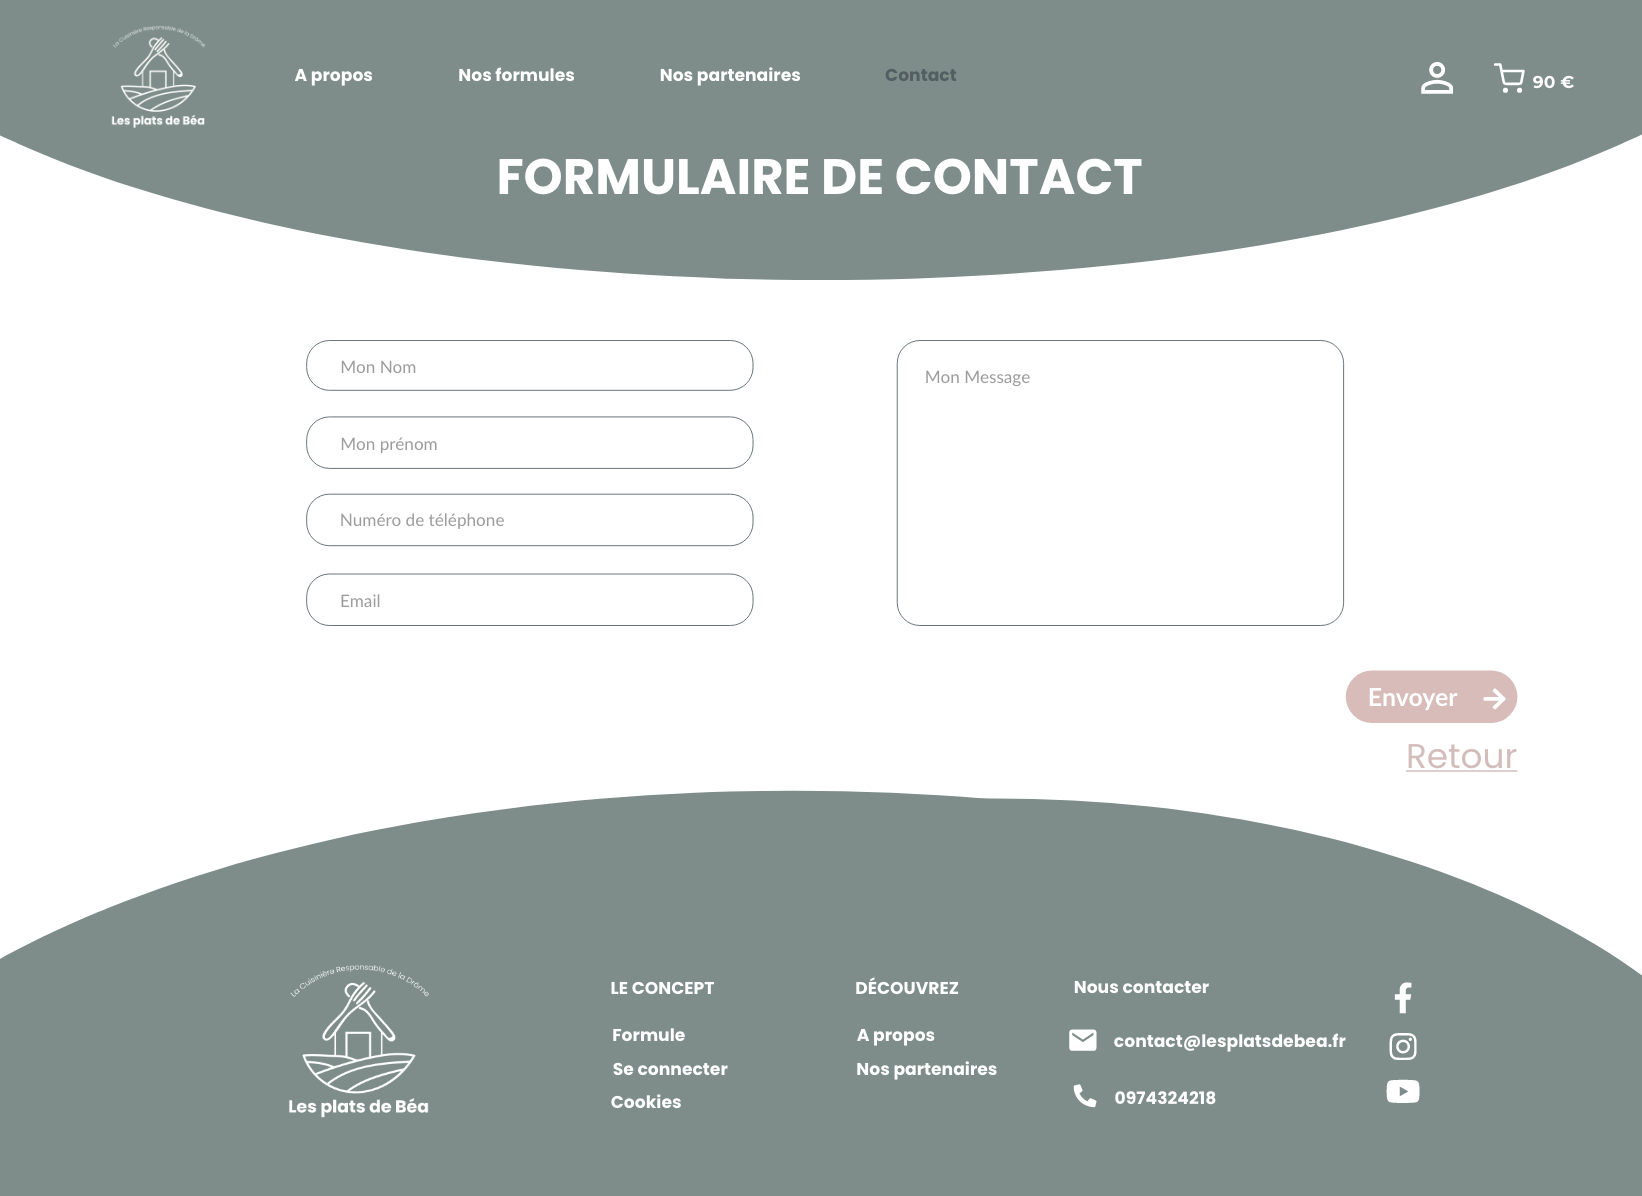 La Cuisinière Responsable de la Drôme
Les plats de Béa
A propos
Nos formules
Nos partenaires
Contact
90 €
FORMULAIRE DE CONTACT
Mon Nom
Mon prénom
Numéro de téléphone
Email
Mon Message
Envoyer
Retour
La Cuisinière Responsable de la Drôme
Les plats de Béa
LE CONCEPT
Formule
Se connecter
Cookies
DÉCOUVREZ
A propos
Nos partenaires
Nous contacter
contact@lesplatsdebea.fr
0974324218